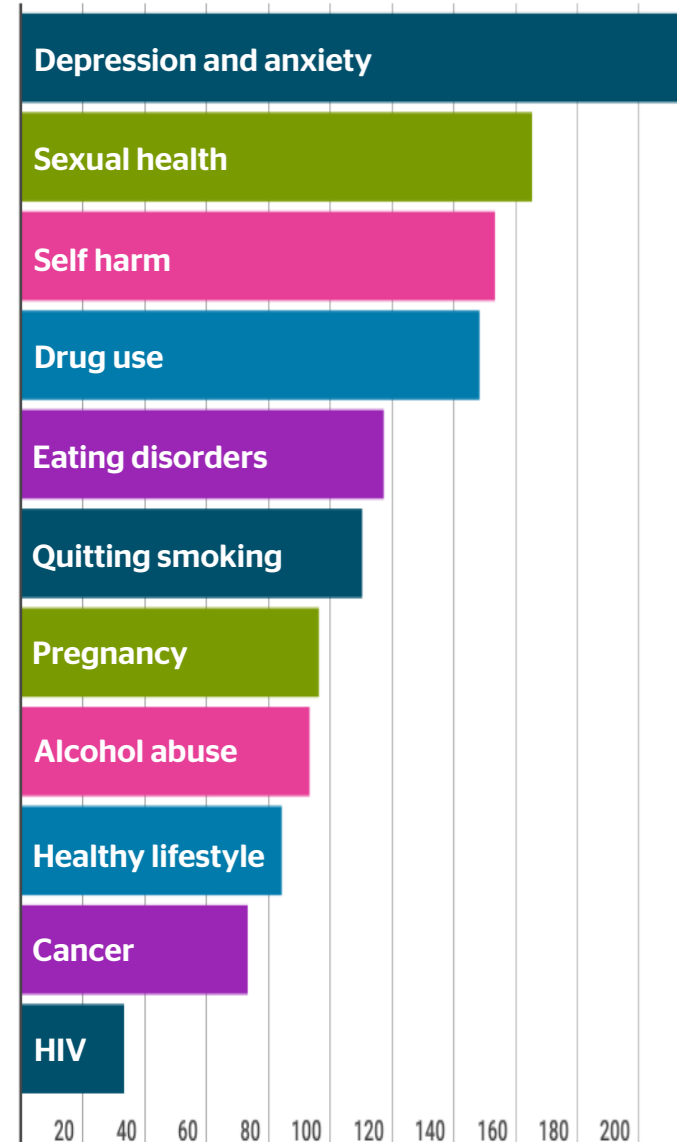 Depression and anxiety
Sexual health
Self harm
Drug use
Eating disorders
Quitting smoking
Pregnancy
Alcohol abuse
Healthy lifestyle
Cancer
HIV
20 40 60 80 100 120 140 160 180 200